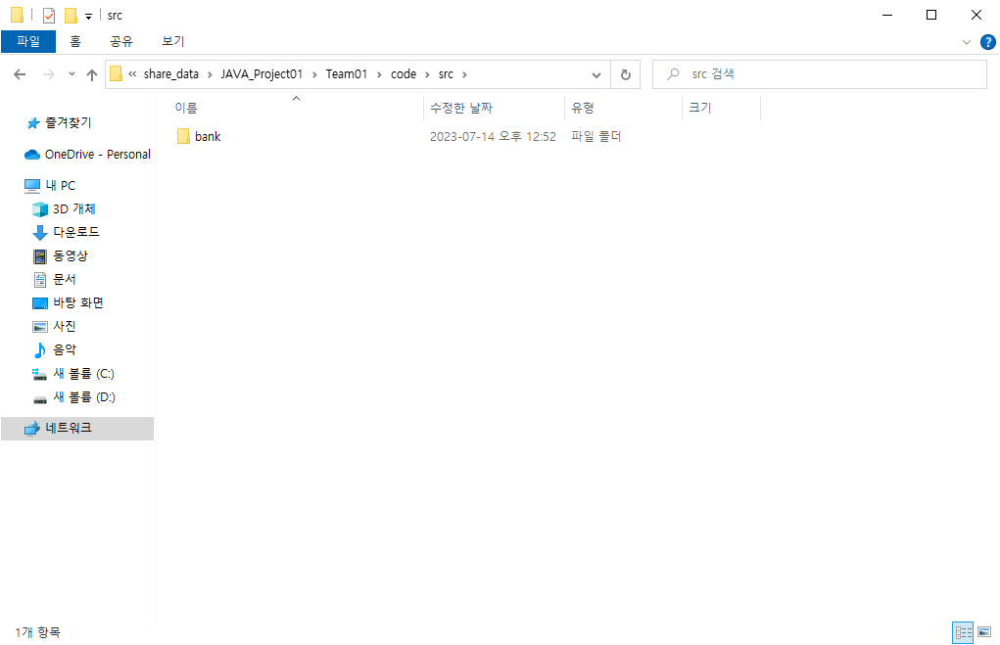 src
파일 홈 공유 보기
« share_data › JAVA_Project01 › Team01 › code › src › src 검색
이름 수정한 날짜 유형 크기
bank 2023-07-14 오후 12:52 파일 폴더
즐겨찾기
OneDrive - Personal
내 PC
3D 개체
다운로드
동영상
문서
바탕 화면
사진
음악
새 볼륨 (C:)
새 볼륨 (D:)
네트워크
1개 항목